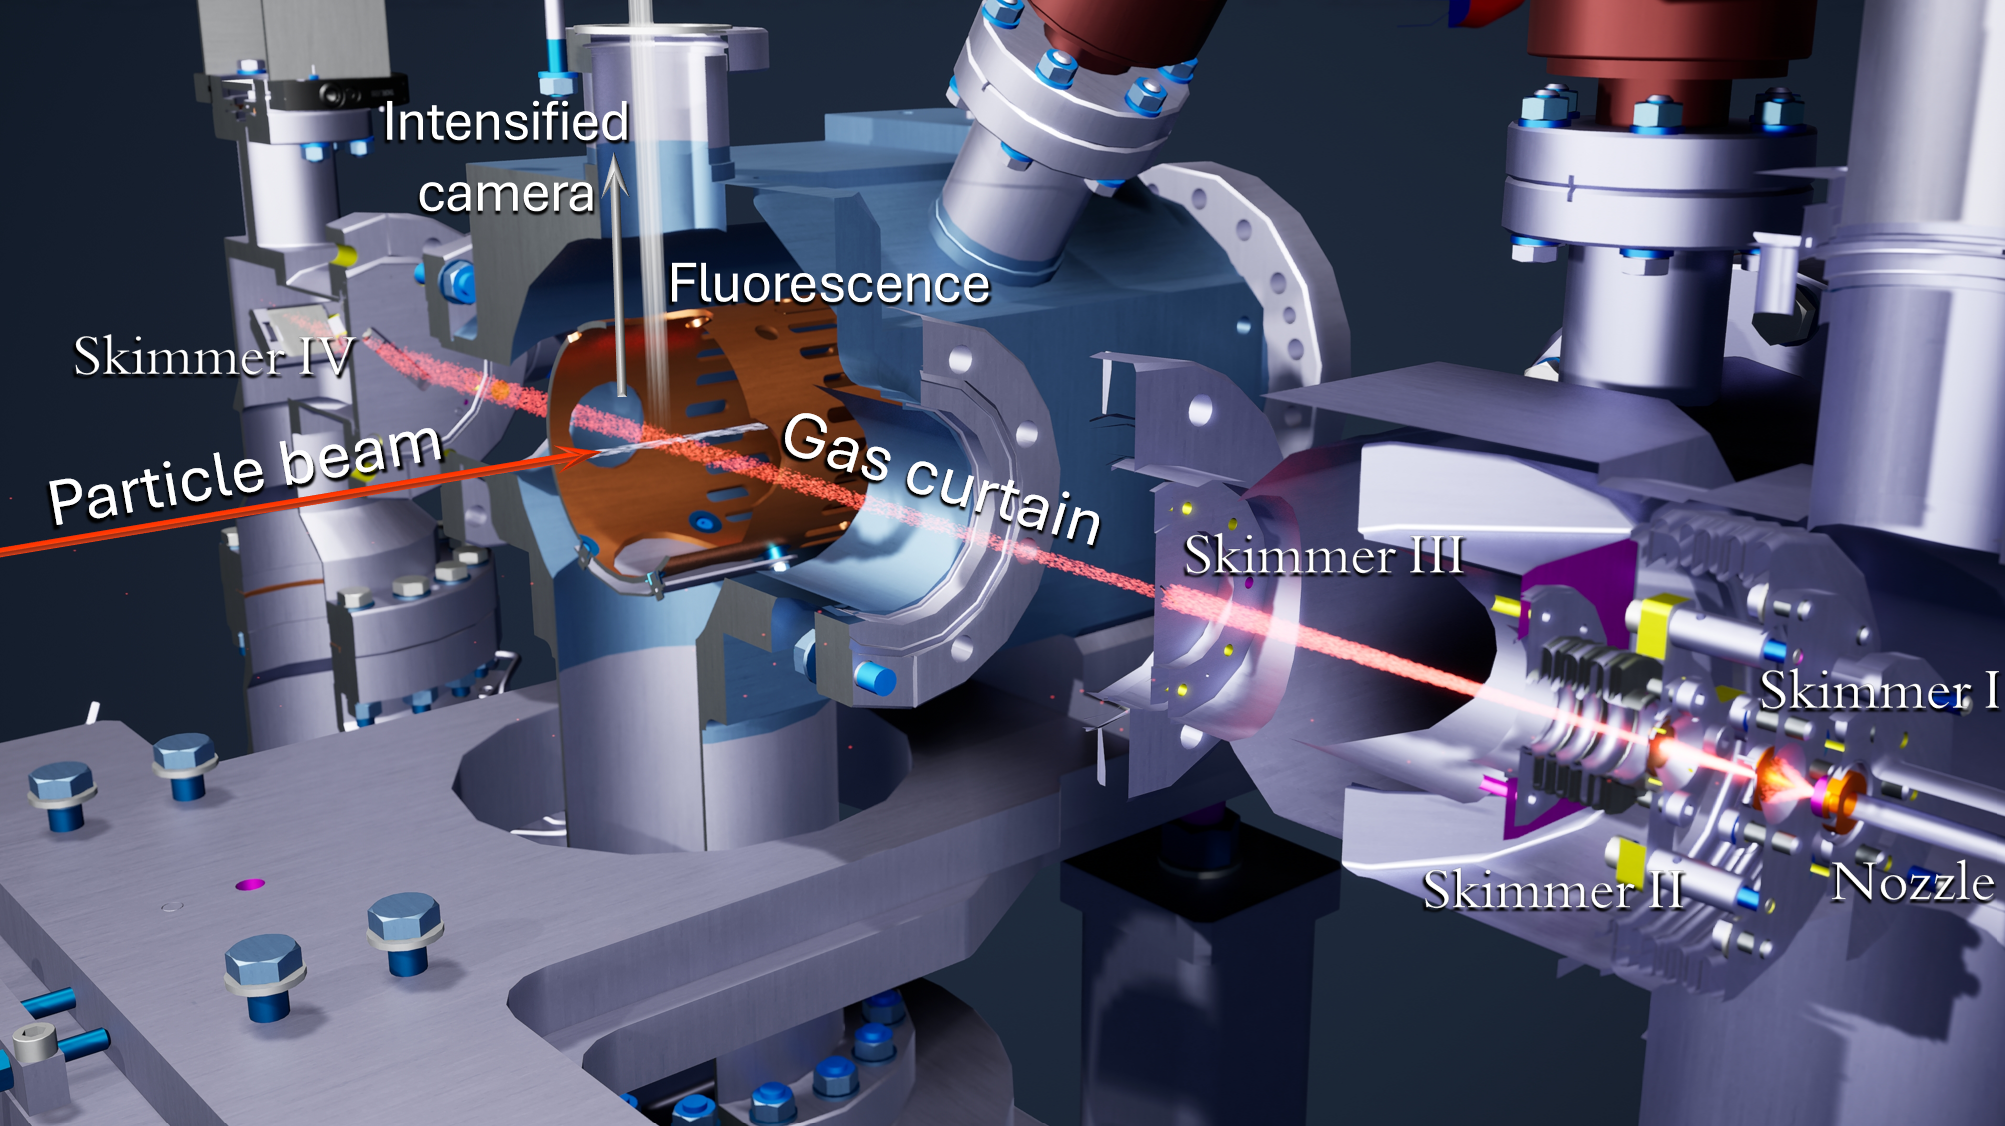 Intensified
camera
Fluorescence
Skimmer IV
Particle beam
Gas curtain
Skimmer III
Skimmer I
Skimmer II
Nozzle